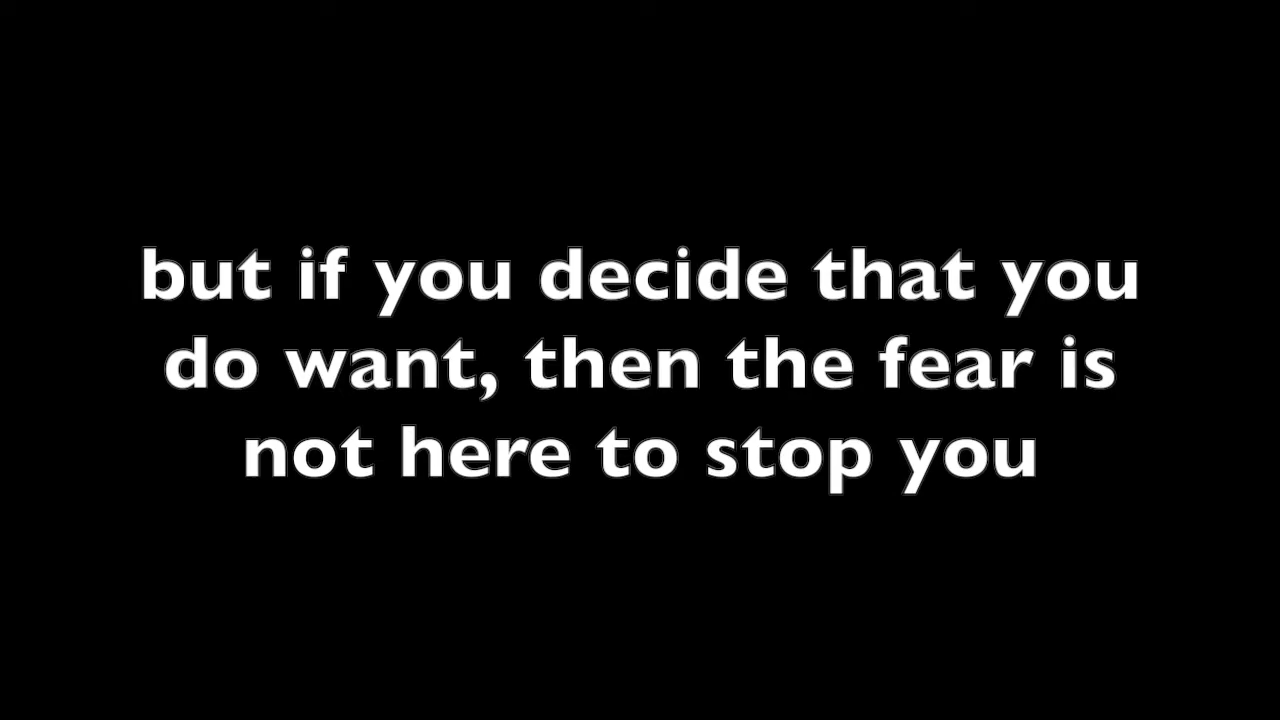 but if you decide that you
do want, then the fear is
not here to stop you